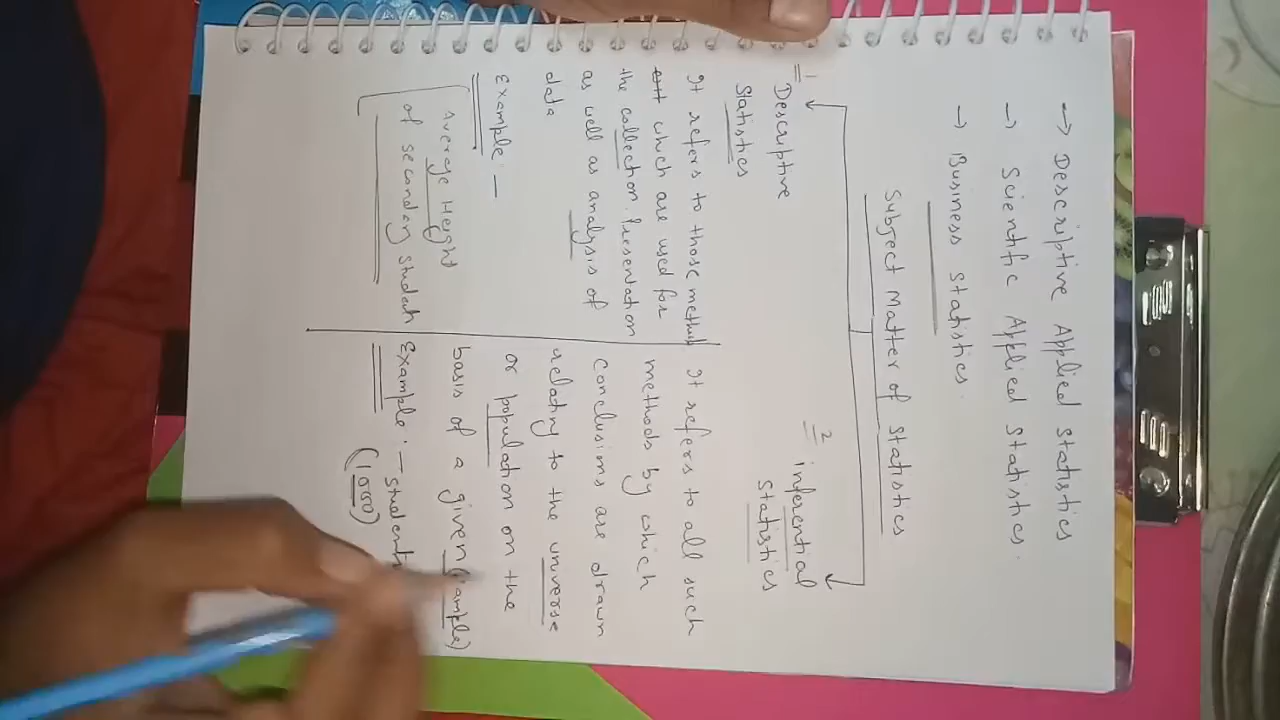 → Descriptive Applied Statistics
→ Scientific Applied Statistics.
→ Business Statistics.
Subject Matter of Statistics
1
Descriptive
Statistics
It refers to those methods
which are used for
the collection, Presentation
as well as analysis of
data
Example: —
Average Height
of secondary student
2
inferential
Statistics
It refers to all such
methods by which
conclusions are drawn
relating to the universe
or population on the
basis of a given (sample)
Example: — student
(1000)